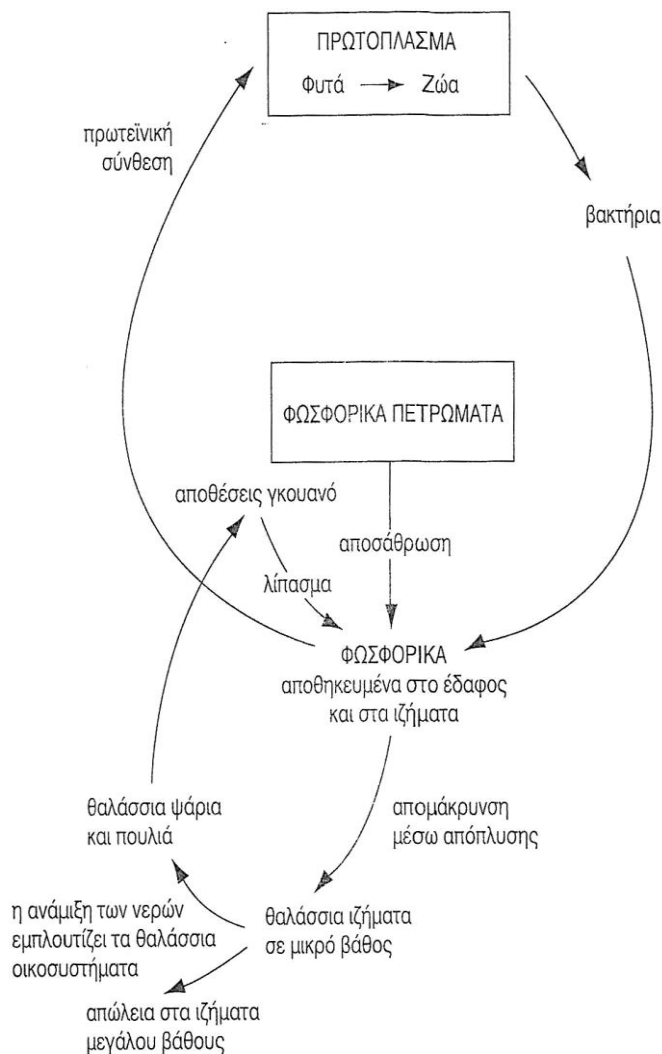 ΠΡΩΤΟΠΛΑΣΜΑ
Φυτά Ζώα
πρωτεϊνική
σύνθεση
βακτήρια
ΦΩΣΦΟΡΙΚΑ ΠΕΤΡΩΜΑΤΑ
αποθέσεις γκουανό
αποσάθρωση
λίπασμα
ΦΩΣΦΟΡΙΚΑ
αποθηκευμένα στο έδαφος
και στα ιζήματα
θαλάσσια ψάρια
και πουλιά
απομάκρυνση
μέσω απόπλυσης
η ανάμιξη των νερών
εμπλουτίζει τα θαλάσσια
οικοσυστήματα
θαλάσσια ιζήματα
σε μικρό βάθος
απώλεια στα ιζήματα
μεγάλου βάθους